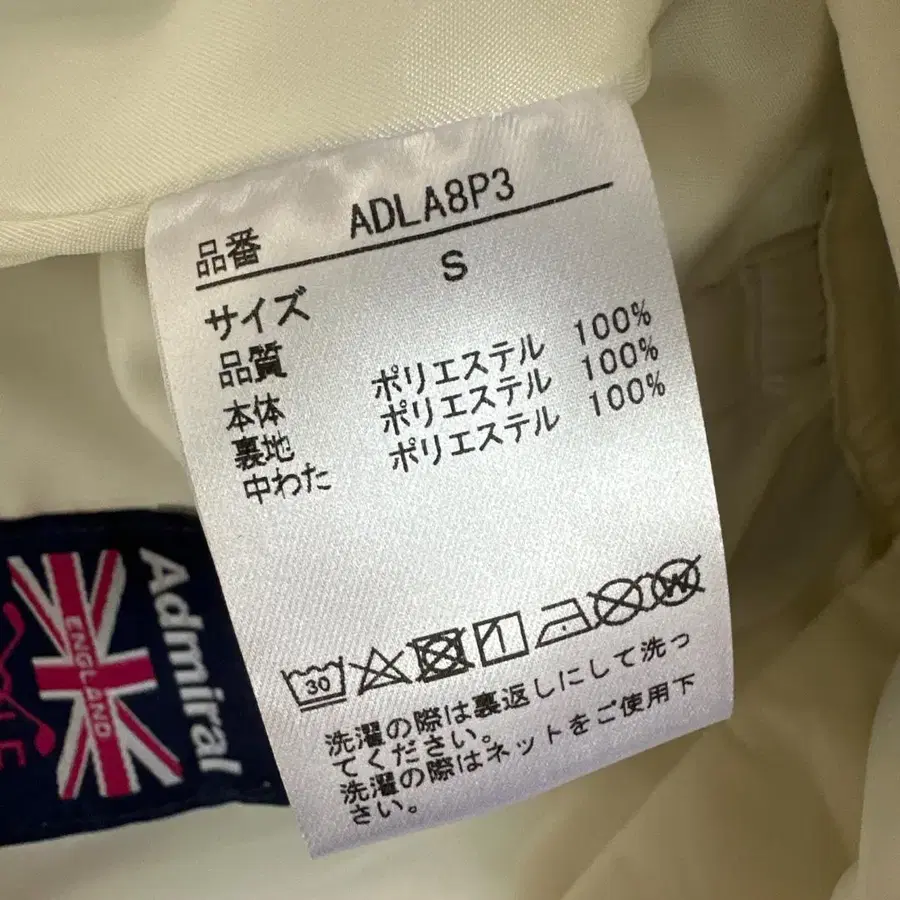 品番 ADLA8P3
サイズ S
品質
本体 ポリエステル 100%
裏地 ポリエステル 100%
中わた ポリエステル 100%
30
W
洗濯の際は裏返しにして洗っ
てください。
洗濯の際はネットをご使用下
さい。
Admiral
ENGLAND